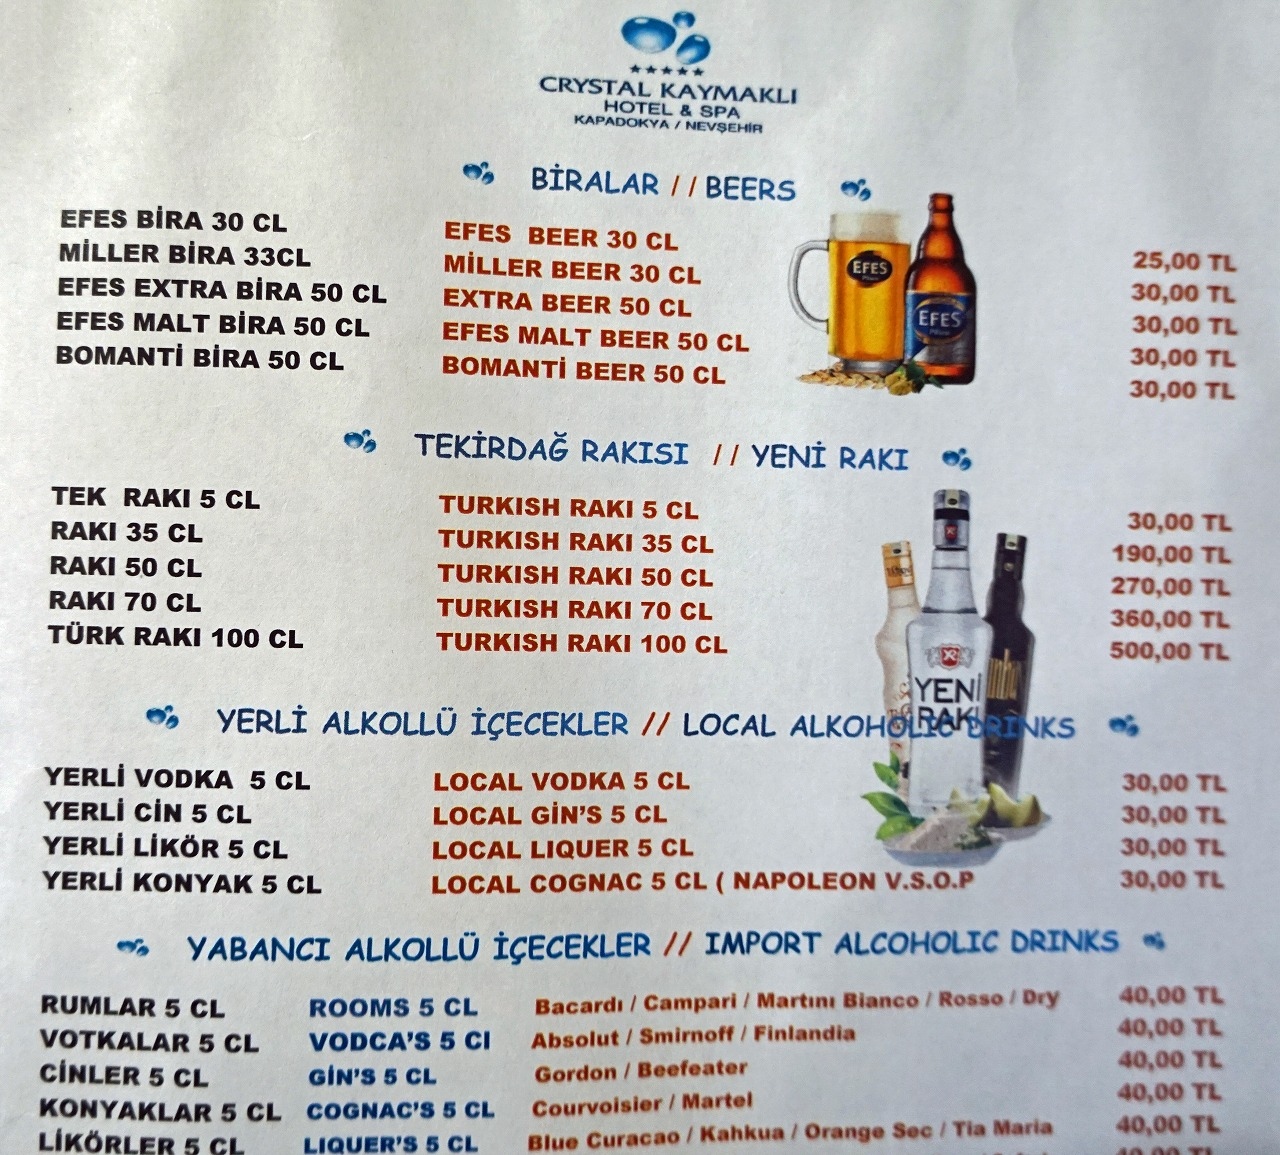 CRYSTAL KAYMAKLI
HOTEL & SPA
KAPADOKYA / NEVŞEHİR
BİRALAR // BEERS
EFES BİRA 30 CL EFES BEER 30 CL 25,00 TL
MİLLER BİRA 33CL MİLLER BEER 30 CL 30,00 TL
EFES EXTRA BİRA 50 CL EXTRA BEER 50 CL 30,00 TL
EFES MALT BİRA 50 CL EFES MALT BEER 50 CL 30,00 TL
BOMANTİ BİRA 50 CL BOMANTİ BEER 50 CL 30,00 TL
EFES
EFES
TEKİRDAĞ RAKISI // YENİ RAKI
TEK RAKI 5 CL TURKISH RAKI 5 CL 30,00 TL
RAKI 35 CL TURKISH RAKI 35 CL 190,00 TL
RAKI 50 CL TURKISH RAKI 50 CL 270,00 TL
RAKI 70 CL TURKISH RAKI 70 CL 360,00 TL
TÜRK RAKI 100 CL TURKISH RAKI 100 CL 500,00 TL
YENİ
RAKI
YERLİ ALKOLLÜ İÇECEKLER // LOCAL ALKOHOLIC DRINKS
YERLİ VODKA 5 CL LOCAL VODKA 5 CL 30,00 TL
YERLİ CİN 5 CL LOCAL GİN'S 5 CL 30,00 TL
YERLİ LİKÖR 5 CL LOCAL LIQUER 5 CL 30,00 TL
YERLİ KONYAK 5 CL LOCAL COGNAC 5 CL ( NAPOLEON V.S.O.P 30,00 TL
YABANCI ALKOLLÜ İÇECEKLER // IMPORT ALCOHOLIC DRINKS
RUMLAR 5 CL ROOMS 5 CL Bacardı / Campari / Martını Bianco / Rosso / Dry 40,00 TL
VOTKALAR 5 CL VODCA'S 5 Cl Absolut / Smirnoff / Finlandia 40,00 TL
CİNLER 5 CL GİN'S 5 CL Gordon / Beefeater 40,00 TL
KONYAKLAR 5 CL COGNAC'S 5 CL Courvoisier / Martel 40,00 TL
LİKÖRLER 5 CL LIQUER'S 5 CL Blue Curacao / Kahkua / Orange Sec / Tia Maria 40,00 TL